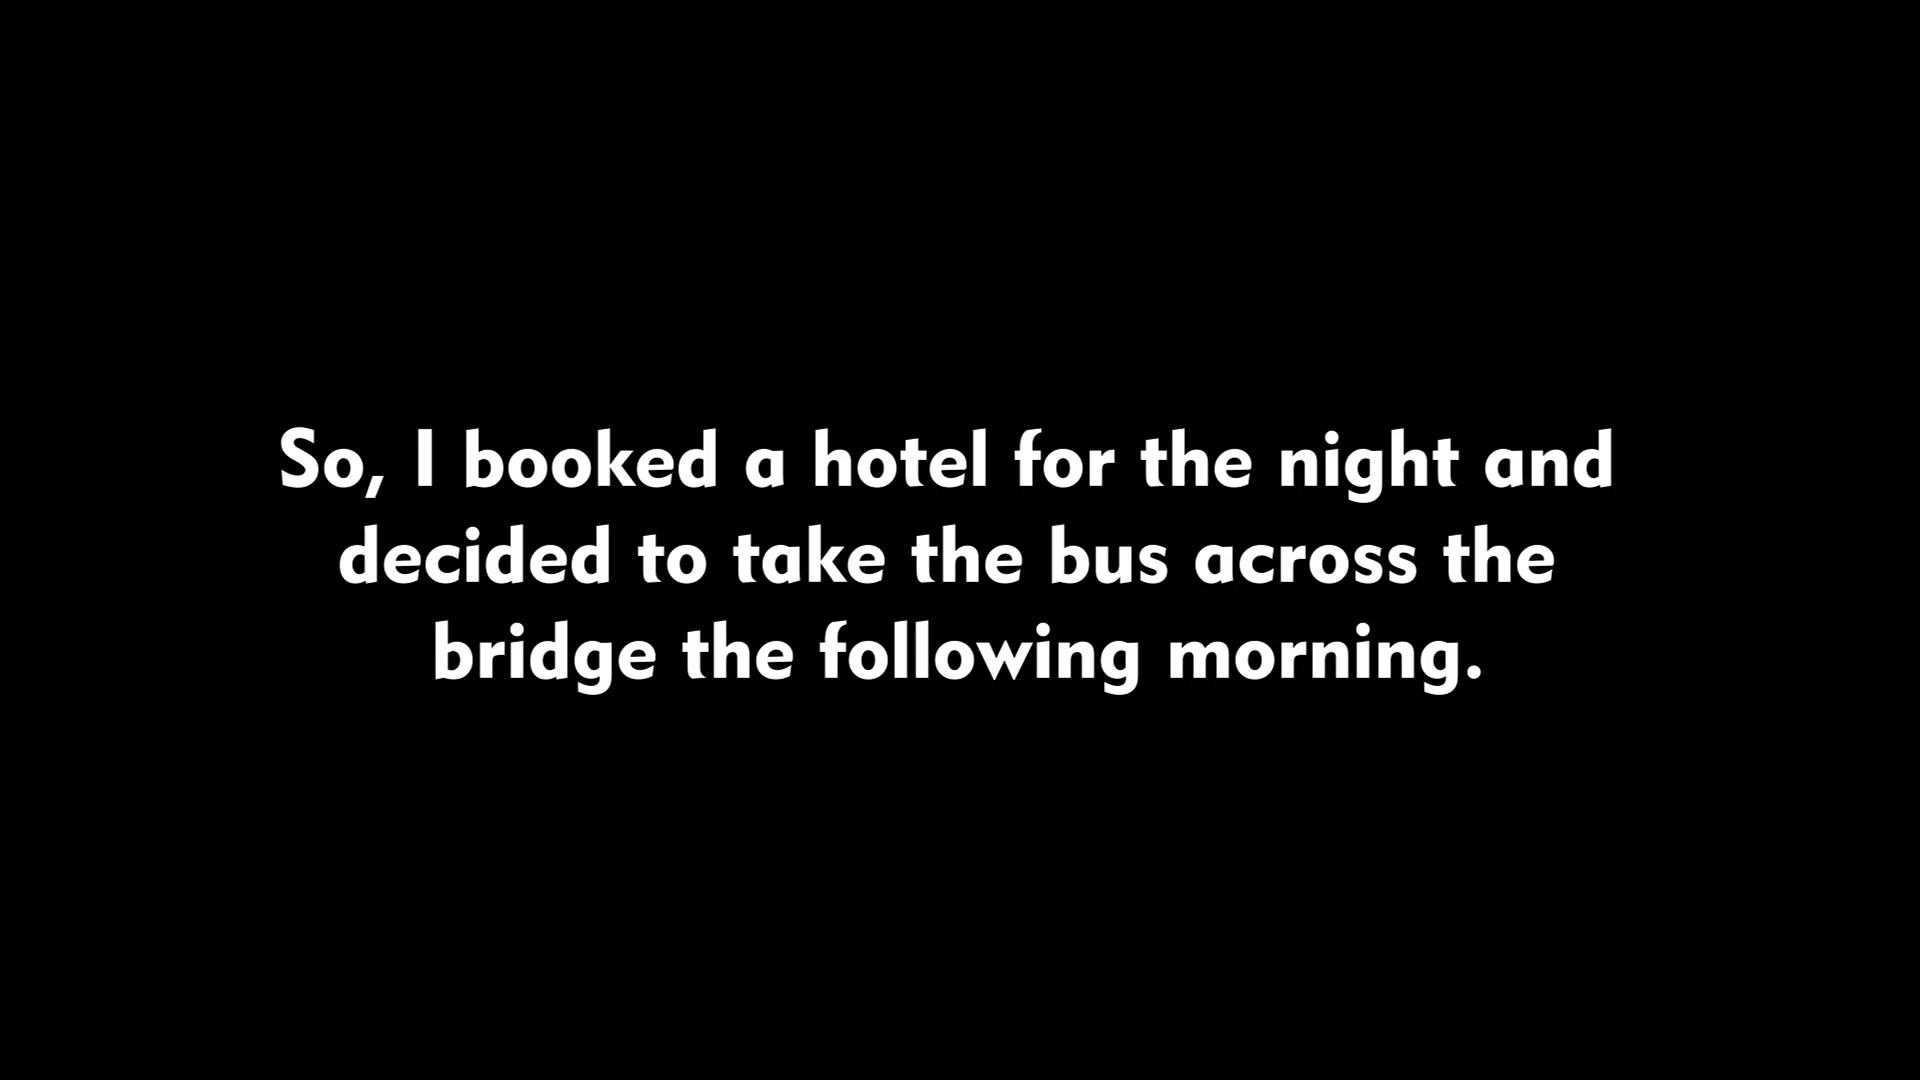 So, I booked a hotel for the night and
decided to take the bus across the
bridge the following morning.